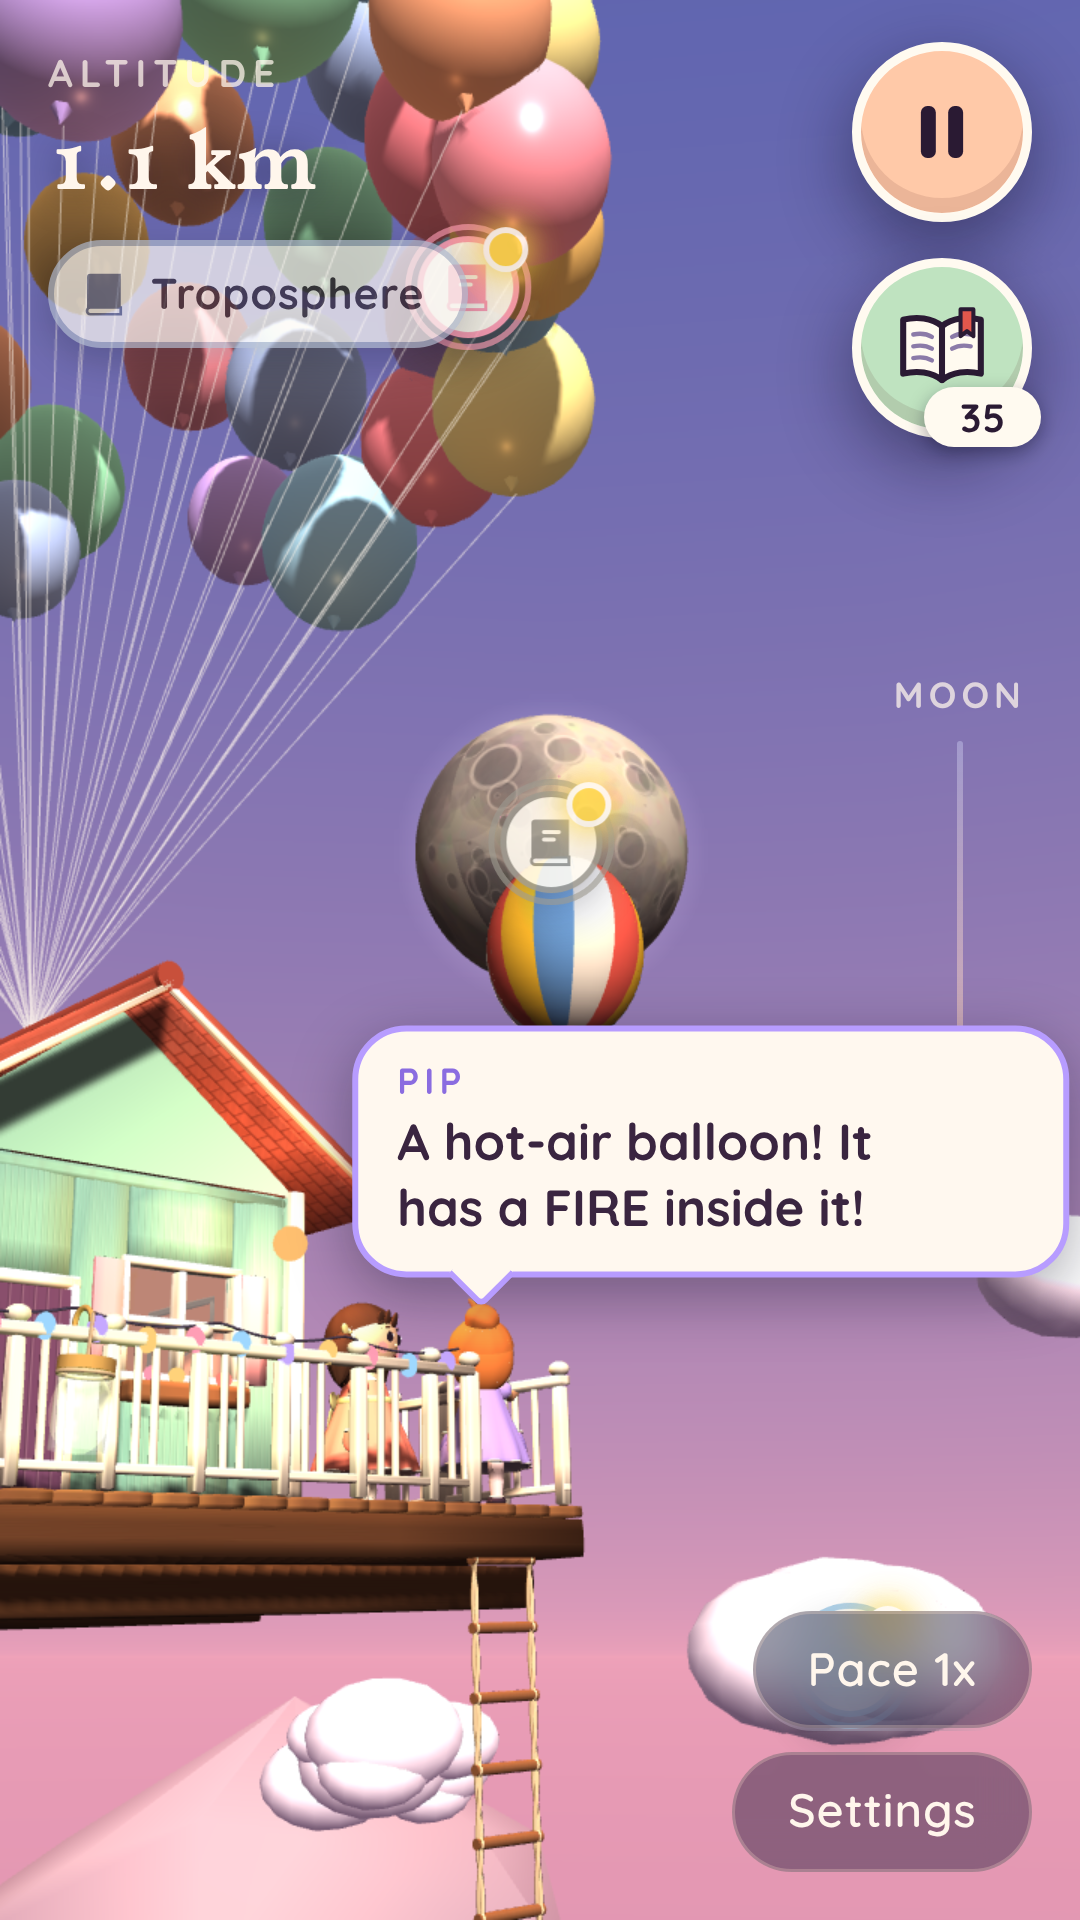 ALTITUDE
1.1 km
Troposphere
35
MOON
PIP
A hot-air balloon! It
has a FIRE inside it!
Pace 1x
Settings